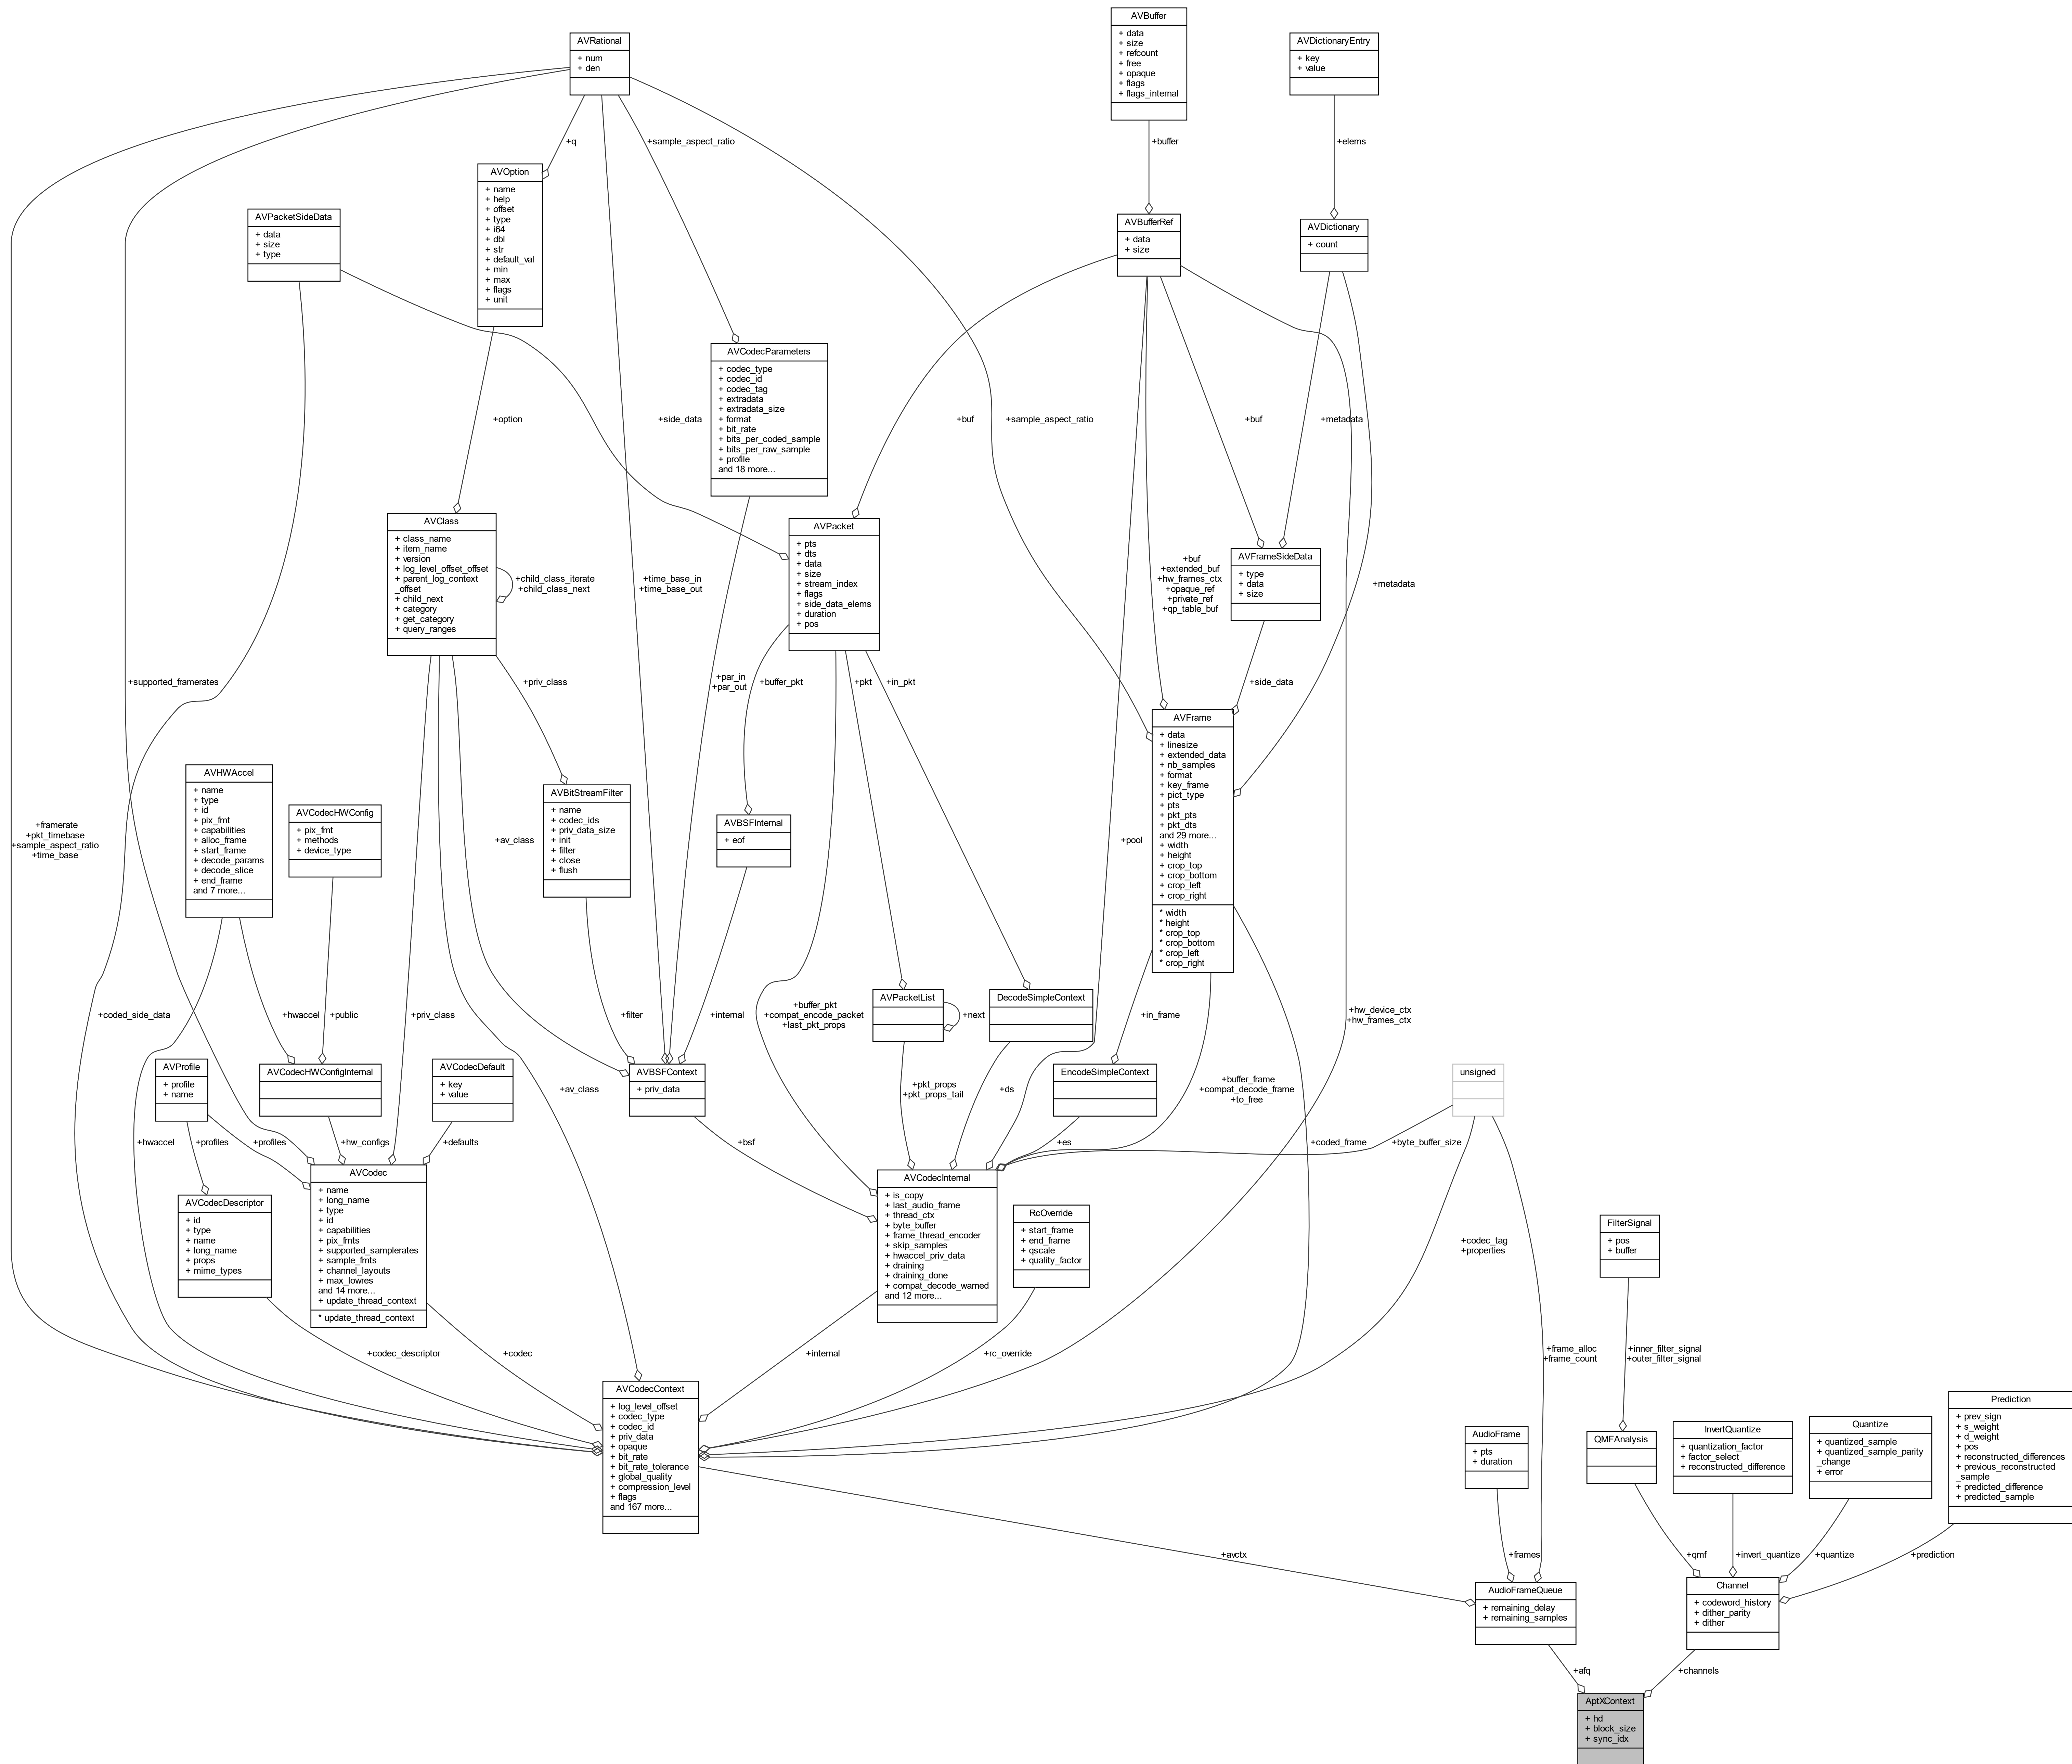 AVBuffer
+ data
+ size
+ refcount
+ free
+ opaque
+ flags
+ flags_internal
AVRational
+ num
+ den
AVDictionaryEntry
+ key
+ value
+q
+sample_aspect_ratio
+buffer
+elems
AVOption
+ name
+ help
+ offset
+ type
+ i64
+ dbl
+ str
+ default_val
+ min
+ max
+ flags
+ unit
AVPacketSideData
+ data
+ size
+ type
AVBufferRef
+ data
+ size
AVDictionary
+ count
AVCodecParameters
+ codec_type
+ codec_id
+ codec_tag
+ extradata
+ extradata_size
+ format
+ bit_rate
+ bits_per_coded_sample
+ bits_per_raw_sample
+ profile
and 18 more...
+option
+side_data
+buf
+sample_aspect_ratio
+buf
+metadata
AVClass
+ class_name
+ item_name
+ version
+ log_level_offset_offset
+ parent_log_context
_offset
+ child_next
+ category
+ get_category
+ query_ranges
+child_class_iterate
+child_class_next
+time_base_in
+time_base_out
AVPacket
+ pts
+ dts
+ data
+ size
+ stream_index
+ flags
+ side_data_elems
+ duration
+ pos
+buf
+extended_buf
+hw_frames_ctx
+opaque_ref
+private_ref
+qp_table_buf
AVFrameSideData
+ type
+ data
+ size
+metadata
+supported_framerates
+priv_class
+par_in
+par_out
+buffer_pkt
+pkt
+in_pkt
+side_data
AVFrame
+ data
+ linesize
+ extended_data
+ nb_samples
+ format
+ key_frame
+ pict_type
+ pts
+ pkt_pts
+ pkt_dts
and 29 more...
+ width
+ height
+ crop_top
+ crop_bottom
+ crop_left
+ crop_right
* width
* height
* crop_top
* crop_bottom
* crop_left
* crop_right
AVHWAccel
+ name
+ type
+ id
+ pix_fmt
+ capabilities
+ alloc_frame
+ start_frame
+ decode_params
+ decode_slice
+ end_frame
and 7 more...
AVCodecHWConfig
+ pix_fmt
+ methods
+ device_type
AVBitStreamFilter
+ name
+ codec_ids
+ priv_data_size
+ init
+ filter
+ close
+ flush
AVBSFInternal
+ eof
+framerate
+pkt_timebase
+sample_aspect_ratio
+time_base
+av_class
+pool
+coded_side_data
+hwaccel
+public
+priv_class
+filter
+internal
+buffer_pkt
+compat_encode_packet
+last_pkt_props
AVPacketList
+next
DecodeSimpleContext
+in_frame
+hw_device_ctx
+hw_frames_ctx
AVProfile
+ profile
+ name
AVCodecHWConfigInternal
AVCodecDefault
+ key
+ value
+av_class
AVBSFContext
+ priv_data
+pkt_props
+pkt_props_tail
+ds
EncodeSimpleContext
+buffer_frame
+compat_decode_frame
+to_free
unsigned
+hwaccel
+profiles
+profiles
+hw_configs
+defaults
+bsf
+es
+coded_frame
+byte_buffer_size
AVCodecDescriptor
+ id
+ type
+ name
+ long_name
+ props
+ mime_types
AVCodec
+ name
+ long_name
+ type
+ id
+ capabilities
+ pix_fmts
+ supported_samplerates
+ sample_fmts
+ channel_layouts
+ max_lowres
and 14 more...
+ update_thread_context
* update_thread_context
AVCodecInternal
+ is_copy
+ last_audio_frame
+ thread_ctx
+ byte_buffer
+ frame_thread_encoder
+ skip_samples
+ hwaccel_priv_data
+ draining
+ draining_done
+ compat_decode_warned
and 12 more...
RcOverride
+ start_frame
+ end_frame
+ qscale
+ quality_factor
+codec_tag
+properties
FilterSignal
+ pos
+ buffer
+codec_descriptor
+codec
+internal
+rc_override
+frame_alloc
+frame_count
+inner_filter_signal
+outer_filter_signal
AVCodecContext
+ log_level_offset
+ codec_type
+ codec_id
+ priv_data
+ opaque
+ bit_rate
+ bit_rate_tolerance
+ global_quality
+ compression_level
+ flags
and 167 more...
AudioFrame
+ pts
+ duration
QMFAnalysis
InvertQuantize
+ quantization_factor
+ factor_select
+ reconstructed_difference
Quantize
+ quantized_sample
+ quantized_sample_parity
_change
+ error
Prediction
+ prev_sign
+ s_weight
+ d_weight
+ pos
+ reconstructed_differences
+ previous_reconstructed
_sample
+ predicted_difference
+ predicted_sample
+avctx
+frames
+qmf
+invert_quantize
+quantize
+prediction
AudioFrameQueue
+ remaining_delay
+ remaining_samples
Channel
+ codeword_history
+ dither_parity
+ dither
+afq
+channels
AptXContext
+ hd
+ block_size
+ sync_idx